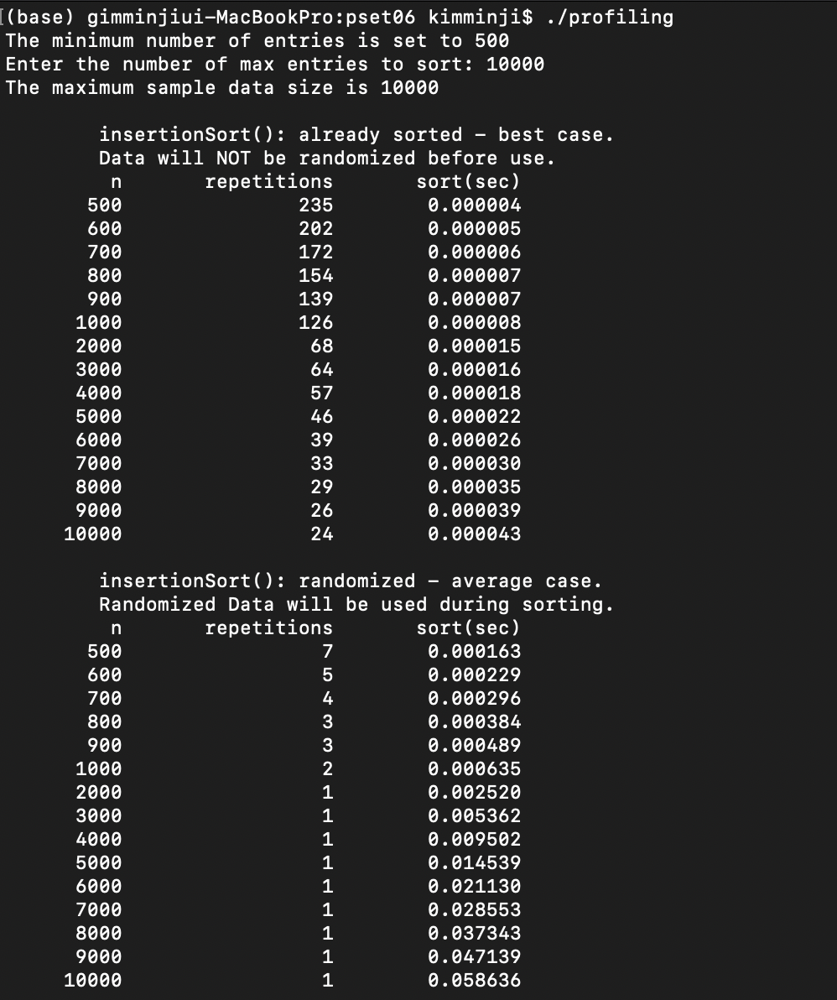 (base) gimminjiui-MacBookPro:pset06 kimminji$ ./profiling
The minimum number of entries is set to 500
Enter the number of max entries to sort: 10000
The maximum sample data size is 10000
insertionSort(): already sorted – best case.
Data will NOT be randomized before use.
n repetitions sort(sec)
500 235 0.000004
600 202 0.000005
700 172 0.000006
800 154 0.000007
900 139 0.000007
1000 126 0.000008
2000 68 0.000015
3000 64 0.000016
4000 57 0.000018
5000 46 0.000022
6000 39 0.000026
7000 33 0.000030
8000 29 0.000035
9000 26 0.000039
10000 24 0.000043
insertionSort(): randomized – average case.
Randomized Data will be used during sorting.
n repetitions sort(sec)
500 7 0.000163
600 5 0.000229
700 4 0.000296
800 3 0.000384
900 3 0.000489
1000 2 0.000635
2000 1 0.002520
3000 1 0.005362
4000 1 0.009502
5000 1 0.014539
6000 1 0.021130
7000 1 0.028553
8000 1 0.037343
9000 1 0.047139
10000 1 0.058636